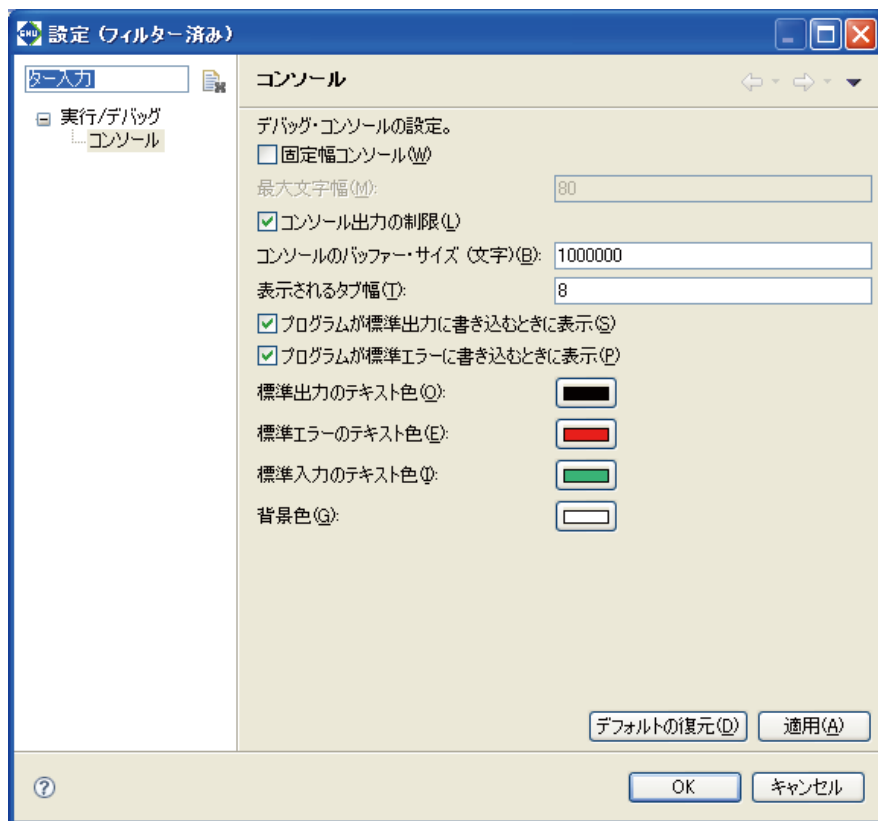 設定 (フィルター済み)
ター入力
コンソール
実行/デバッグ
コンソール
デバッグ・コンソールの設定。
固定幅コンソール(W)
最大文字幅(M): 80
コンソール出力の制限(L)
コンソールのバッファー・サイズ (文字)(B): 1000000
表示されるタブ幅(T): 8
プログラムが標準出力に書き込むときに表示(S)
プログラムが標準エラーに書き込むときに表示(P)
標準出力のテキスト色(O):
標準エラーのテキスト色(E):
標準入力のテキスト色(I):
背景色(G):
デフォルトの復元(D) 適用(A)
OK キャンセル